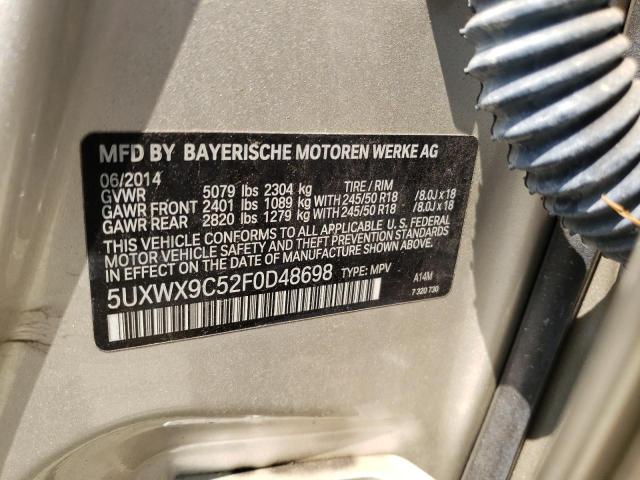 MFD BY BAYERISCHE MOTOREN WERKE AG
06/2014
GVWR 5079 lbs 2304 kg TIRE / RIM
GAWR FRONT 2401 lbs 1089 kg WITH 245/50 R18 /8.0J x 18
GAWR REAR 2820 lbs 1279 kg WITH 245/50 R18 /8.0J x 18
THIS VEHICLE CONFORMS TO ALL APPLICABLE U. S. FEDERAL
MOTOR VEHICLE SAFETY AND THEFT PREVENTION STANDARDS
IN EFFECT ON THE DATE OF MANUFACTURE SHOWN ABOVE.
5UXWX9C52F0D48698 TYPE: MPV A14M
7 320 730